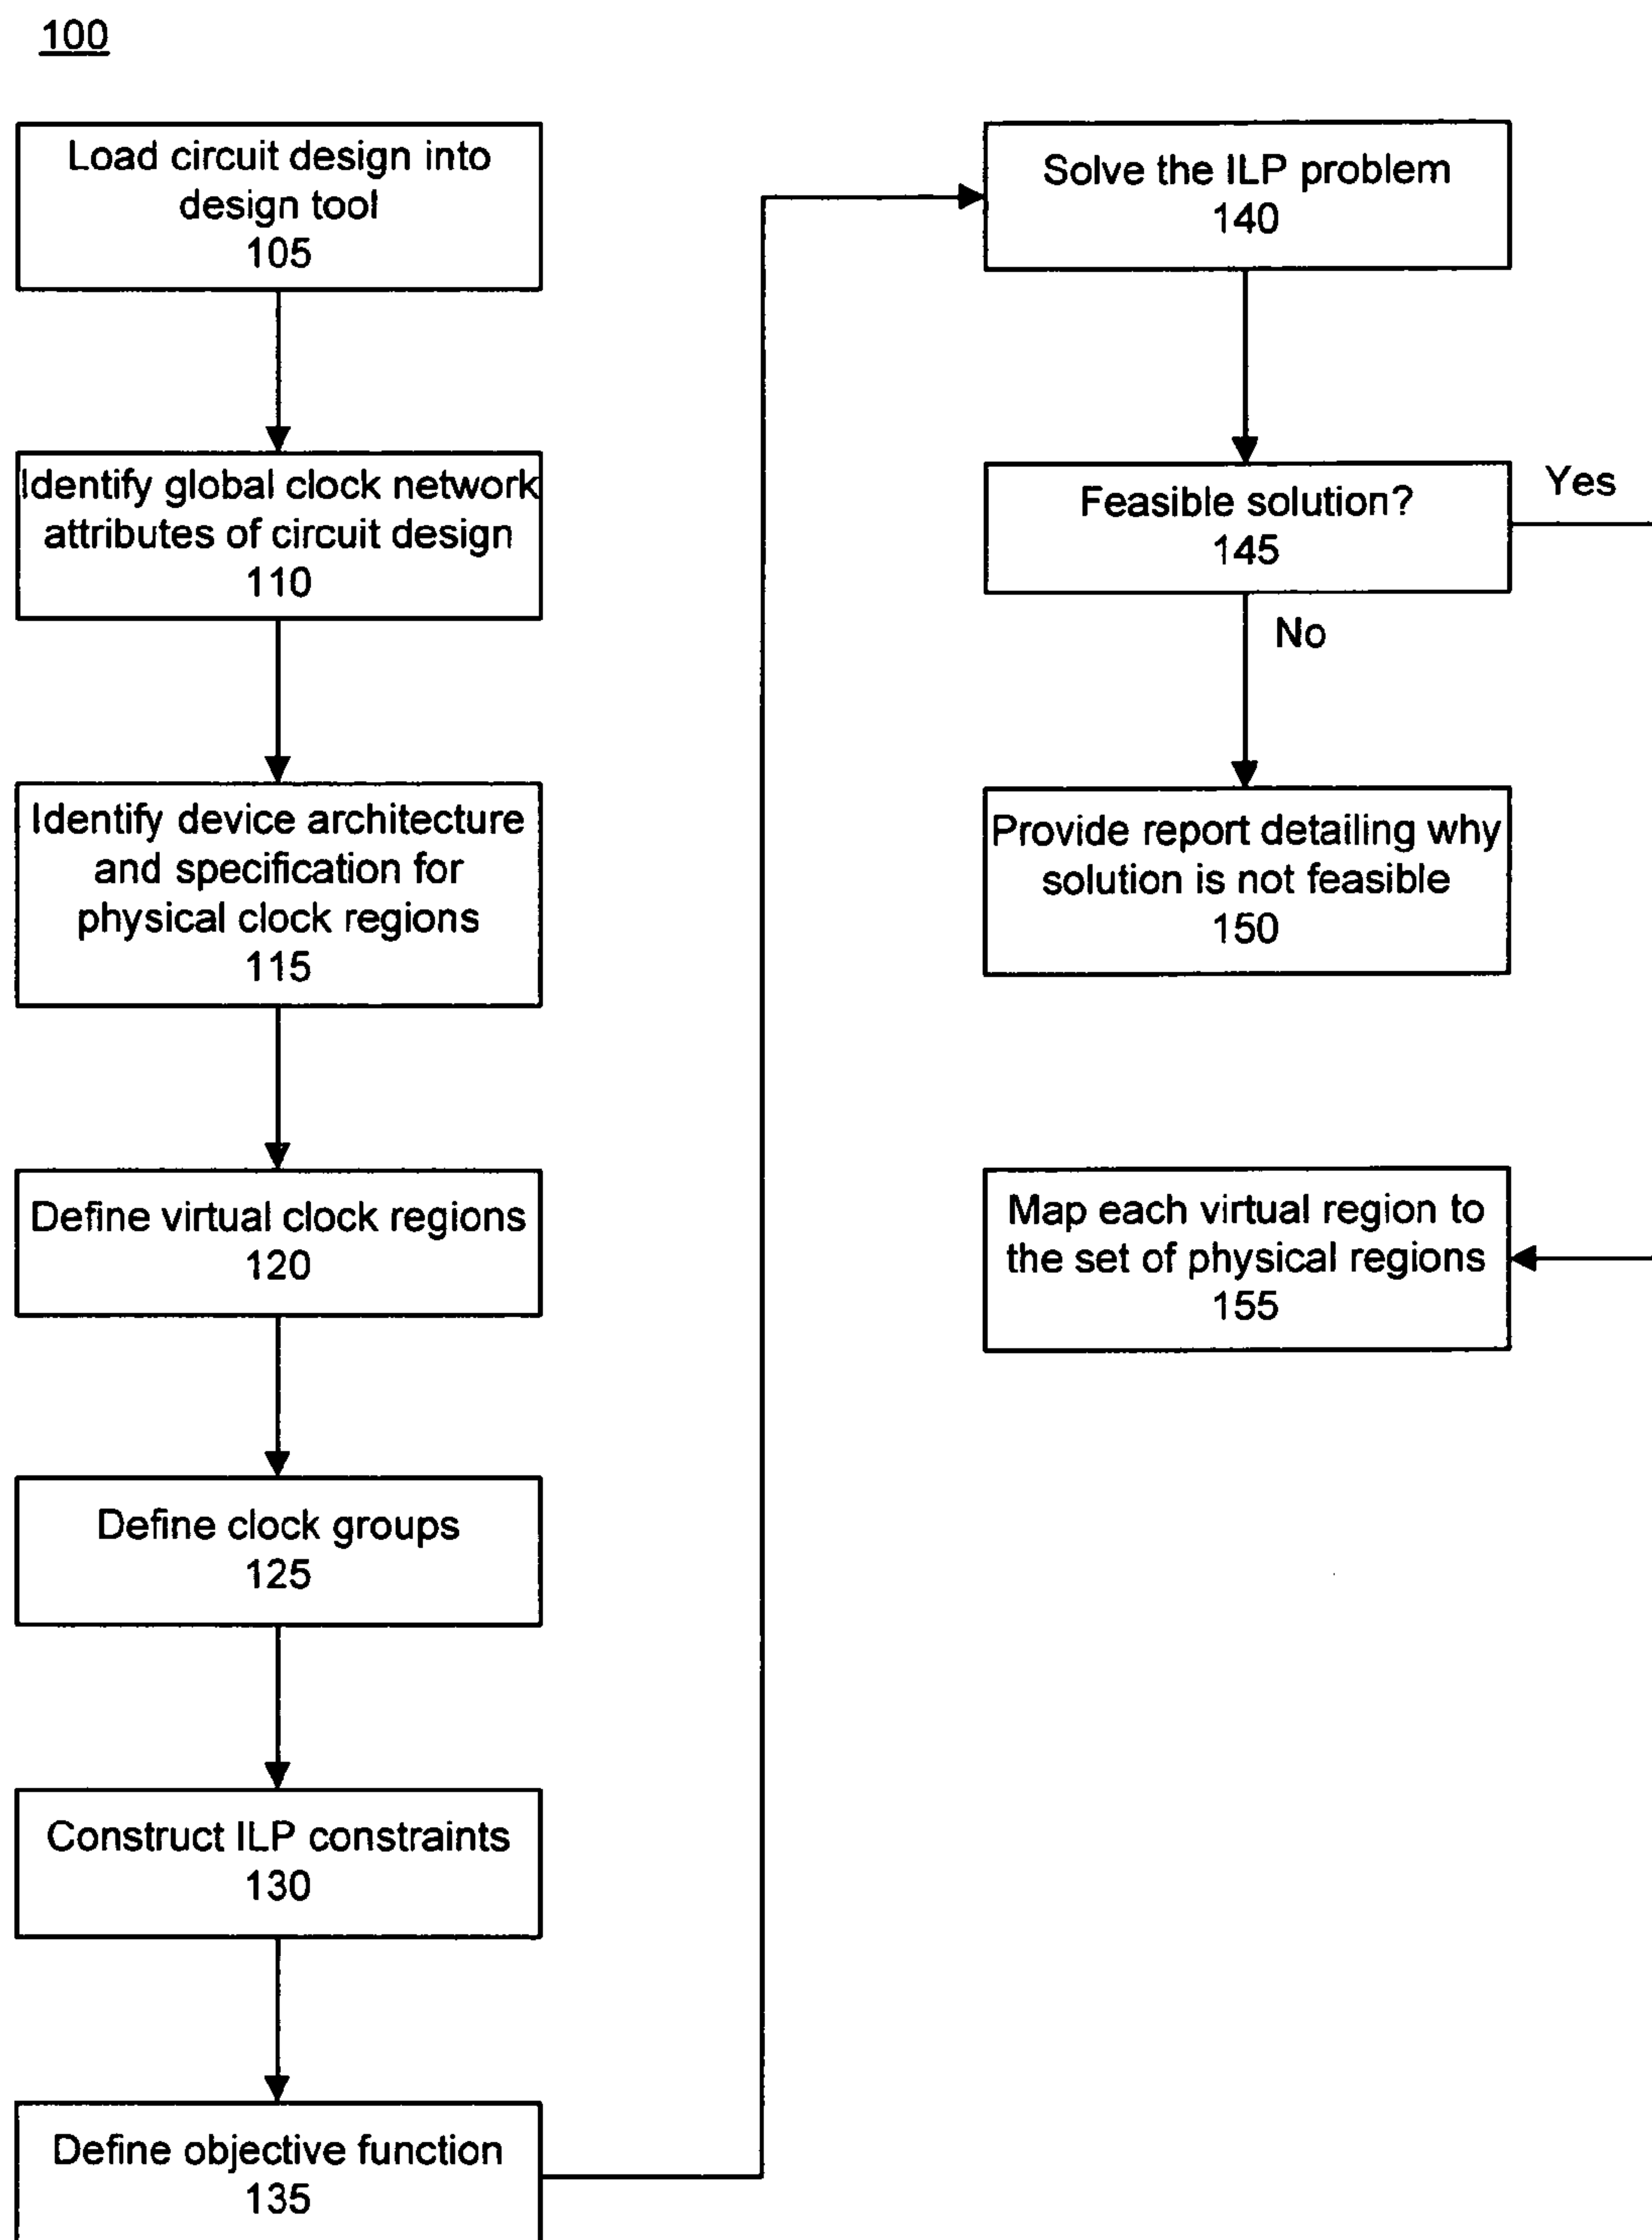 100
Load circuit design into
design tool
105
Identify global clock network
attributes of circuit design
110
Identify device architecture
and specification for
physical clock regions
115
Define virtual clock regions
120
Define clock groups
125
Construct ILP constraints
130
Define objective function
135
Solve the ILP problem
140
Feasible solution?
145
Yes
No
Provide report detailing why
solution is not feasible
150
Map each virtual region to
the set of physical regions
155